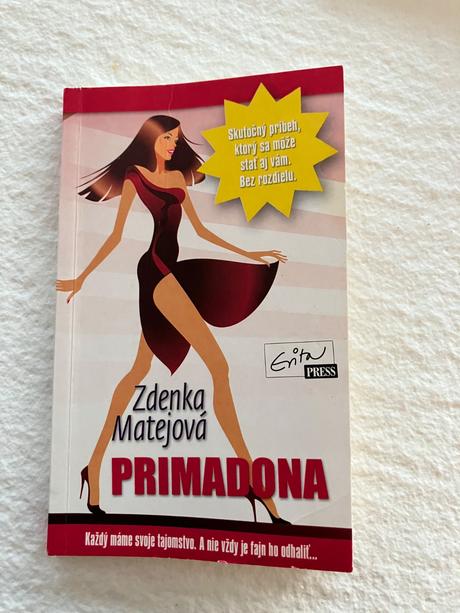 Skutočný príbeh,
ktorý sa môže
stať aj vám.
Bez rozdielu.
Erita
PRESS
Zdenka
Matejová
PRIMADONA
Každý máme svoje tajomstvo. A nie vždy je fajn ho odhaliť...